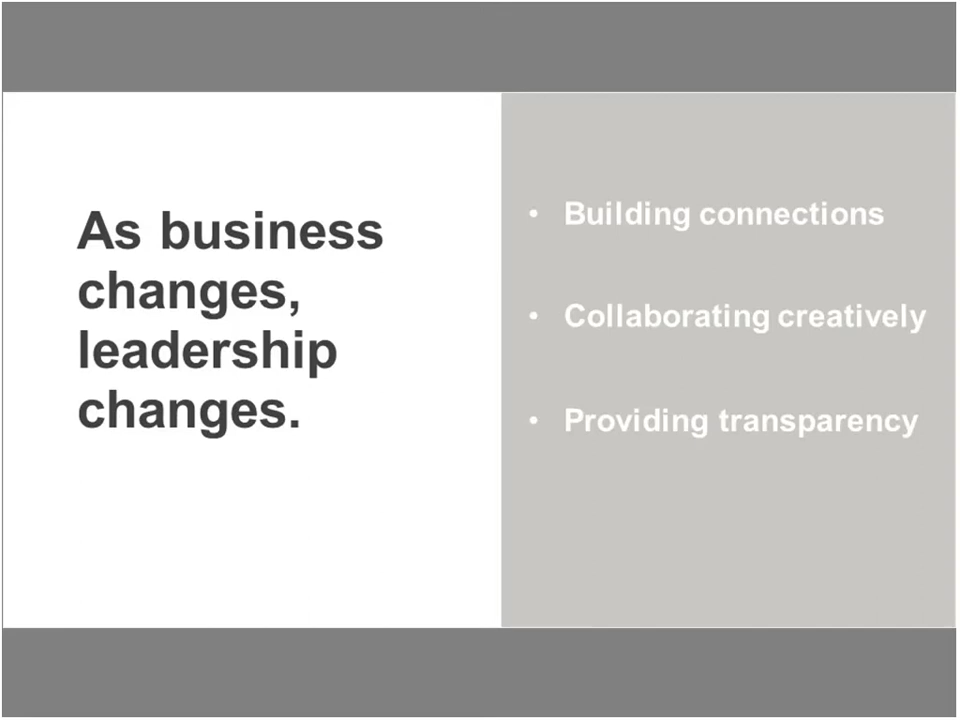 As business
changes,
leadership
changes.
• Building connections
• Collaborating creatively
• Providing transparency